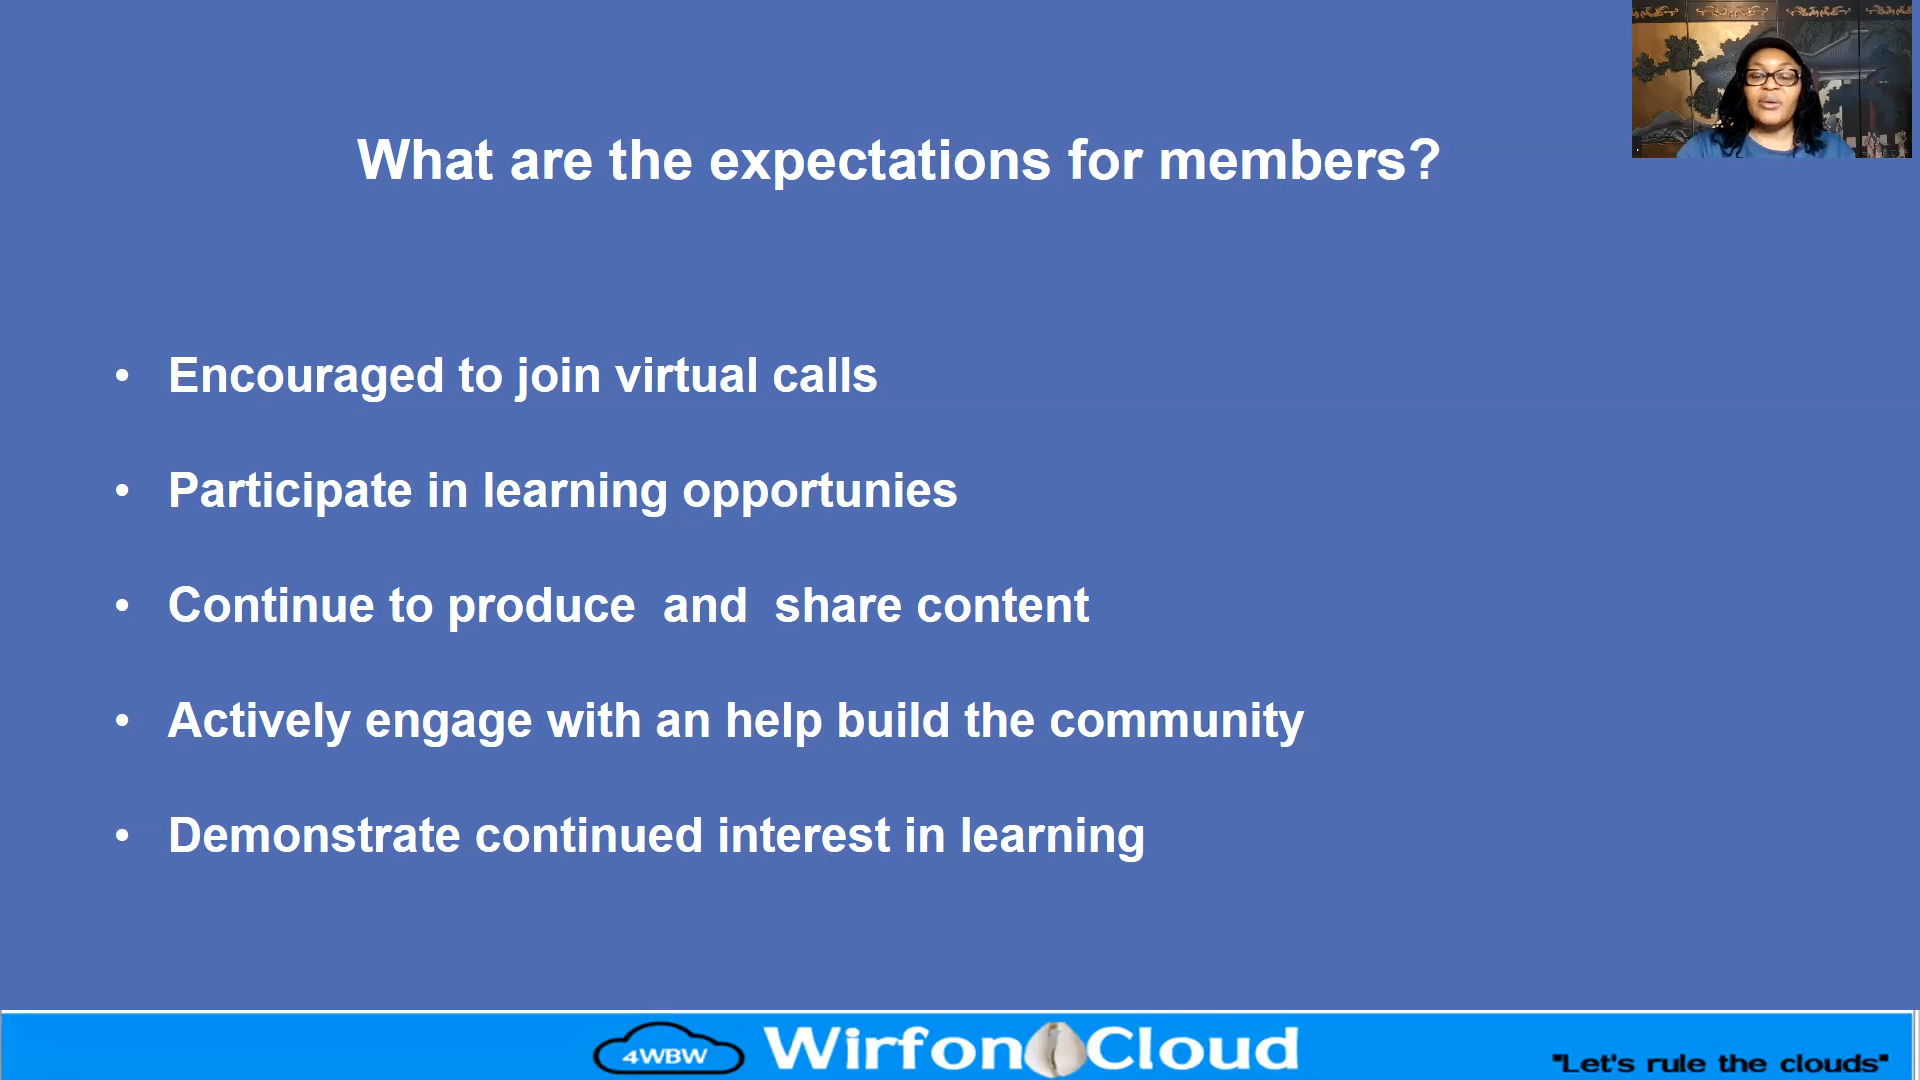 What are the expectations for members?
• Encouraged to join virtual calls
• Participate in learning opportunies
• Continue to produce  and  share content
• Actively engage with an help build the community
• Demonstrate continued interest in learning
4WBW Wirfon Cloud
"Let's rule the clouds"